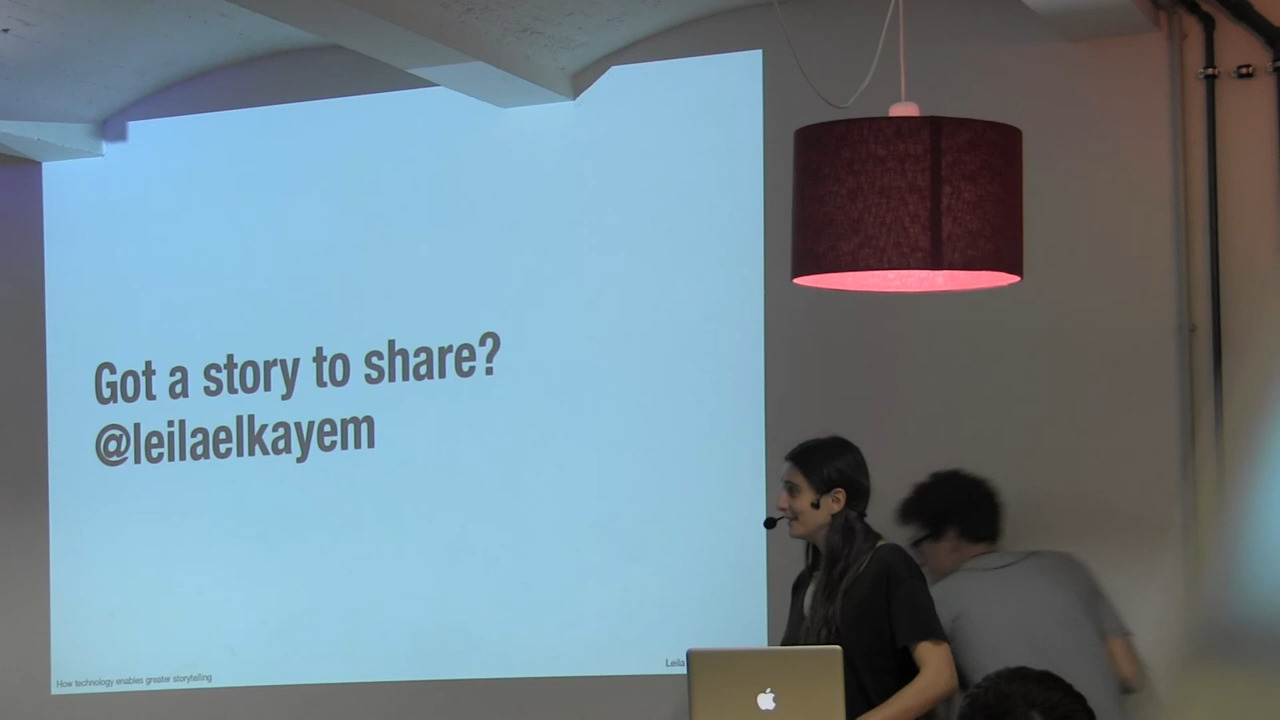 Got a story to share?
@leilaelkayem
How technology enables greater storytelling
Leila